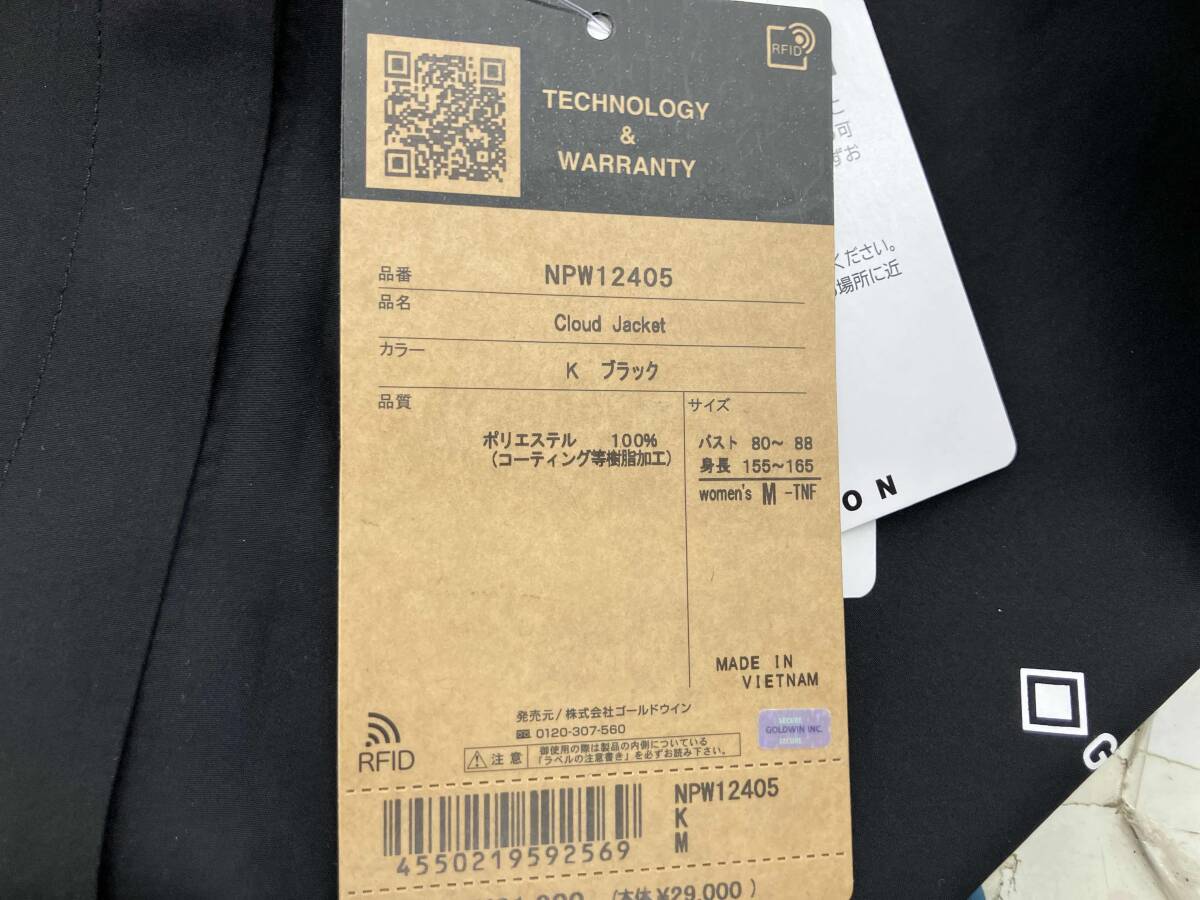 RFID
TECHNOLOGY
&
WARRANTY
品番 NPW12405
品名
Cloud Jacket
カラー
K ブラック
品質
ポリエステル 100%
(コーティング等樹脂加工)
サイズ
バスト 80〜 88
身長 155〜165
women's M -TNF
MADE IN
VIETNAM
発売元/株式会社ゴールドウイン
0120-307-560
RFID
注意
御使用の際は製品の内側についている
「ラベルの注意書き」を必ずお読み下さい。
SECURE
GOLDWIN INC.
SECURE
4550219592569
NPW12405
K
M
(本体¥29,000 )
可
ずお
ください。
場所に近
ON